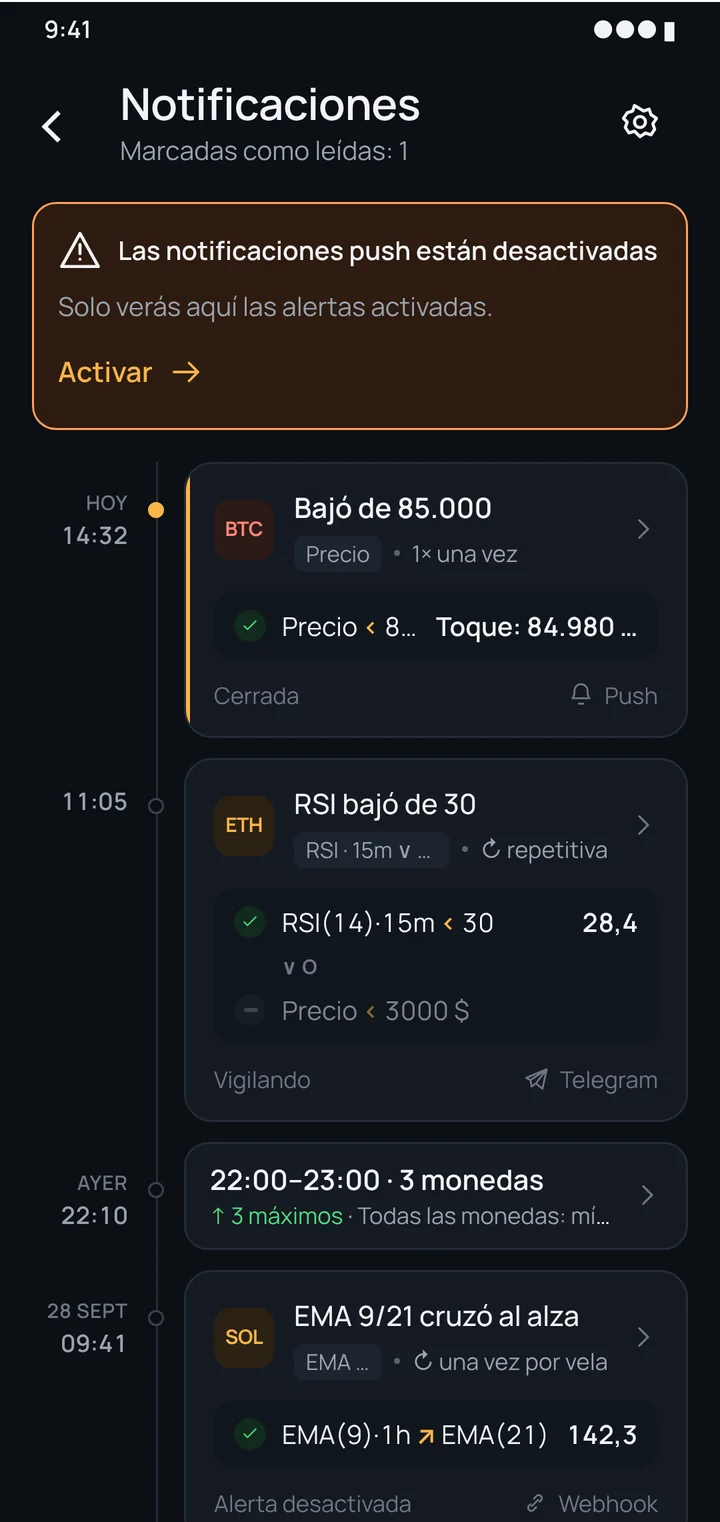 9:41
Notificaciones
Marcadas como leídas: 1
Las notificaciones push están desactivadas
Solo verás aquí las alertas activadas.
Activar →
HOY
14:32
BTC
Bajó de 85.000
Precio • 1× una vez
Precio < 8… Toque: 84.980 …
Cerrada Push
11:05
ETH
RSI bajó de 30
RSI · 15m ∨ … • ↻ repetitiva
RSI(14)·15m < 30 28,4
∨ O
Precio < 3000 $
Vigilando Telegram
AYER
22:10
22:00–23:00 · 3 monedas
↑ 3 máximos · Todas las monedas: mí…
28 SEPT
09:41
SOL
EMA 9/21 cruzó al alza
EMA … • ↻ una vez por vela
EMA(9)·1h ↗ EMA(21) 142,3
Alerta desactivada Webhook